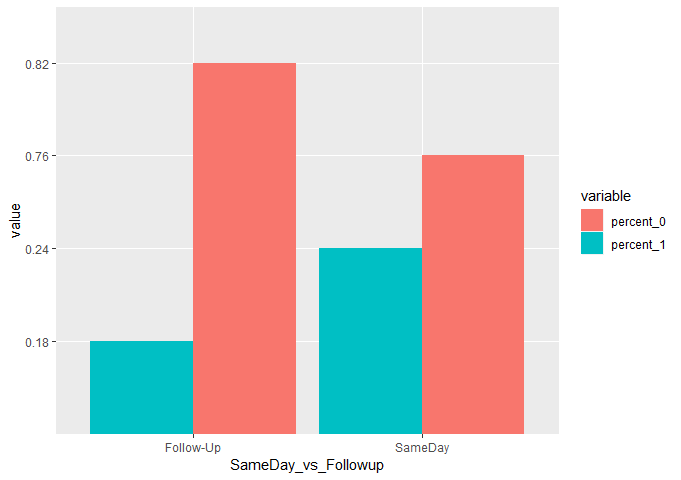 0.82
0.76
0.24
0.18
value
Follow-Up
SameDay
SameDay_vs_Followup
variable
percent_0
percent_1